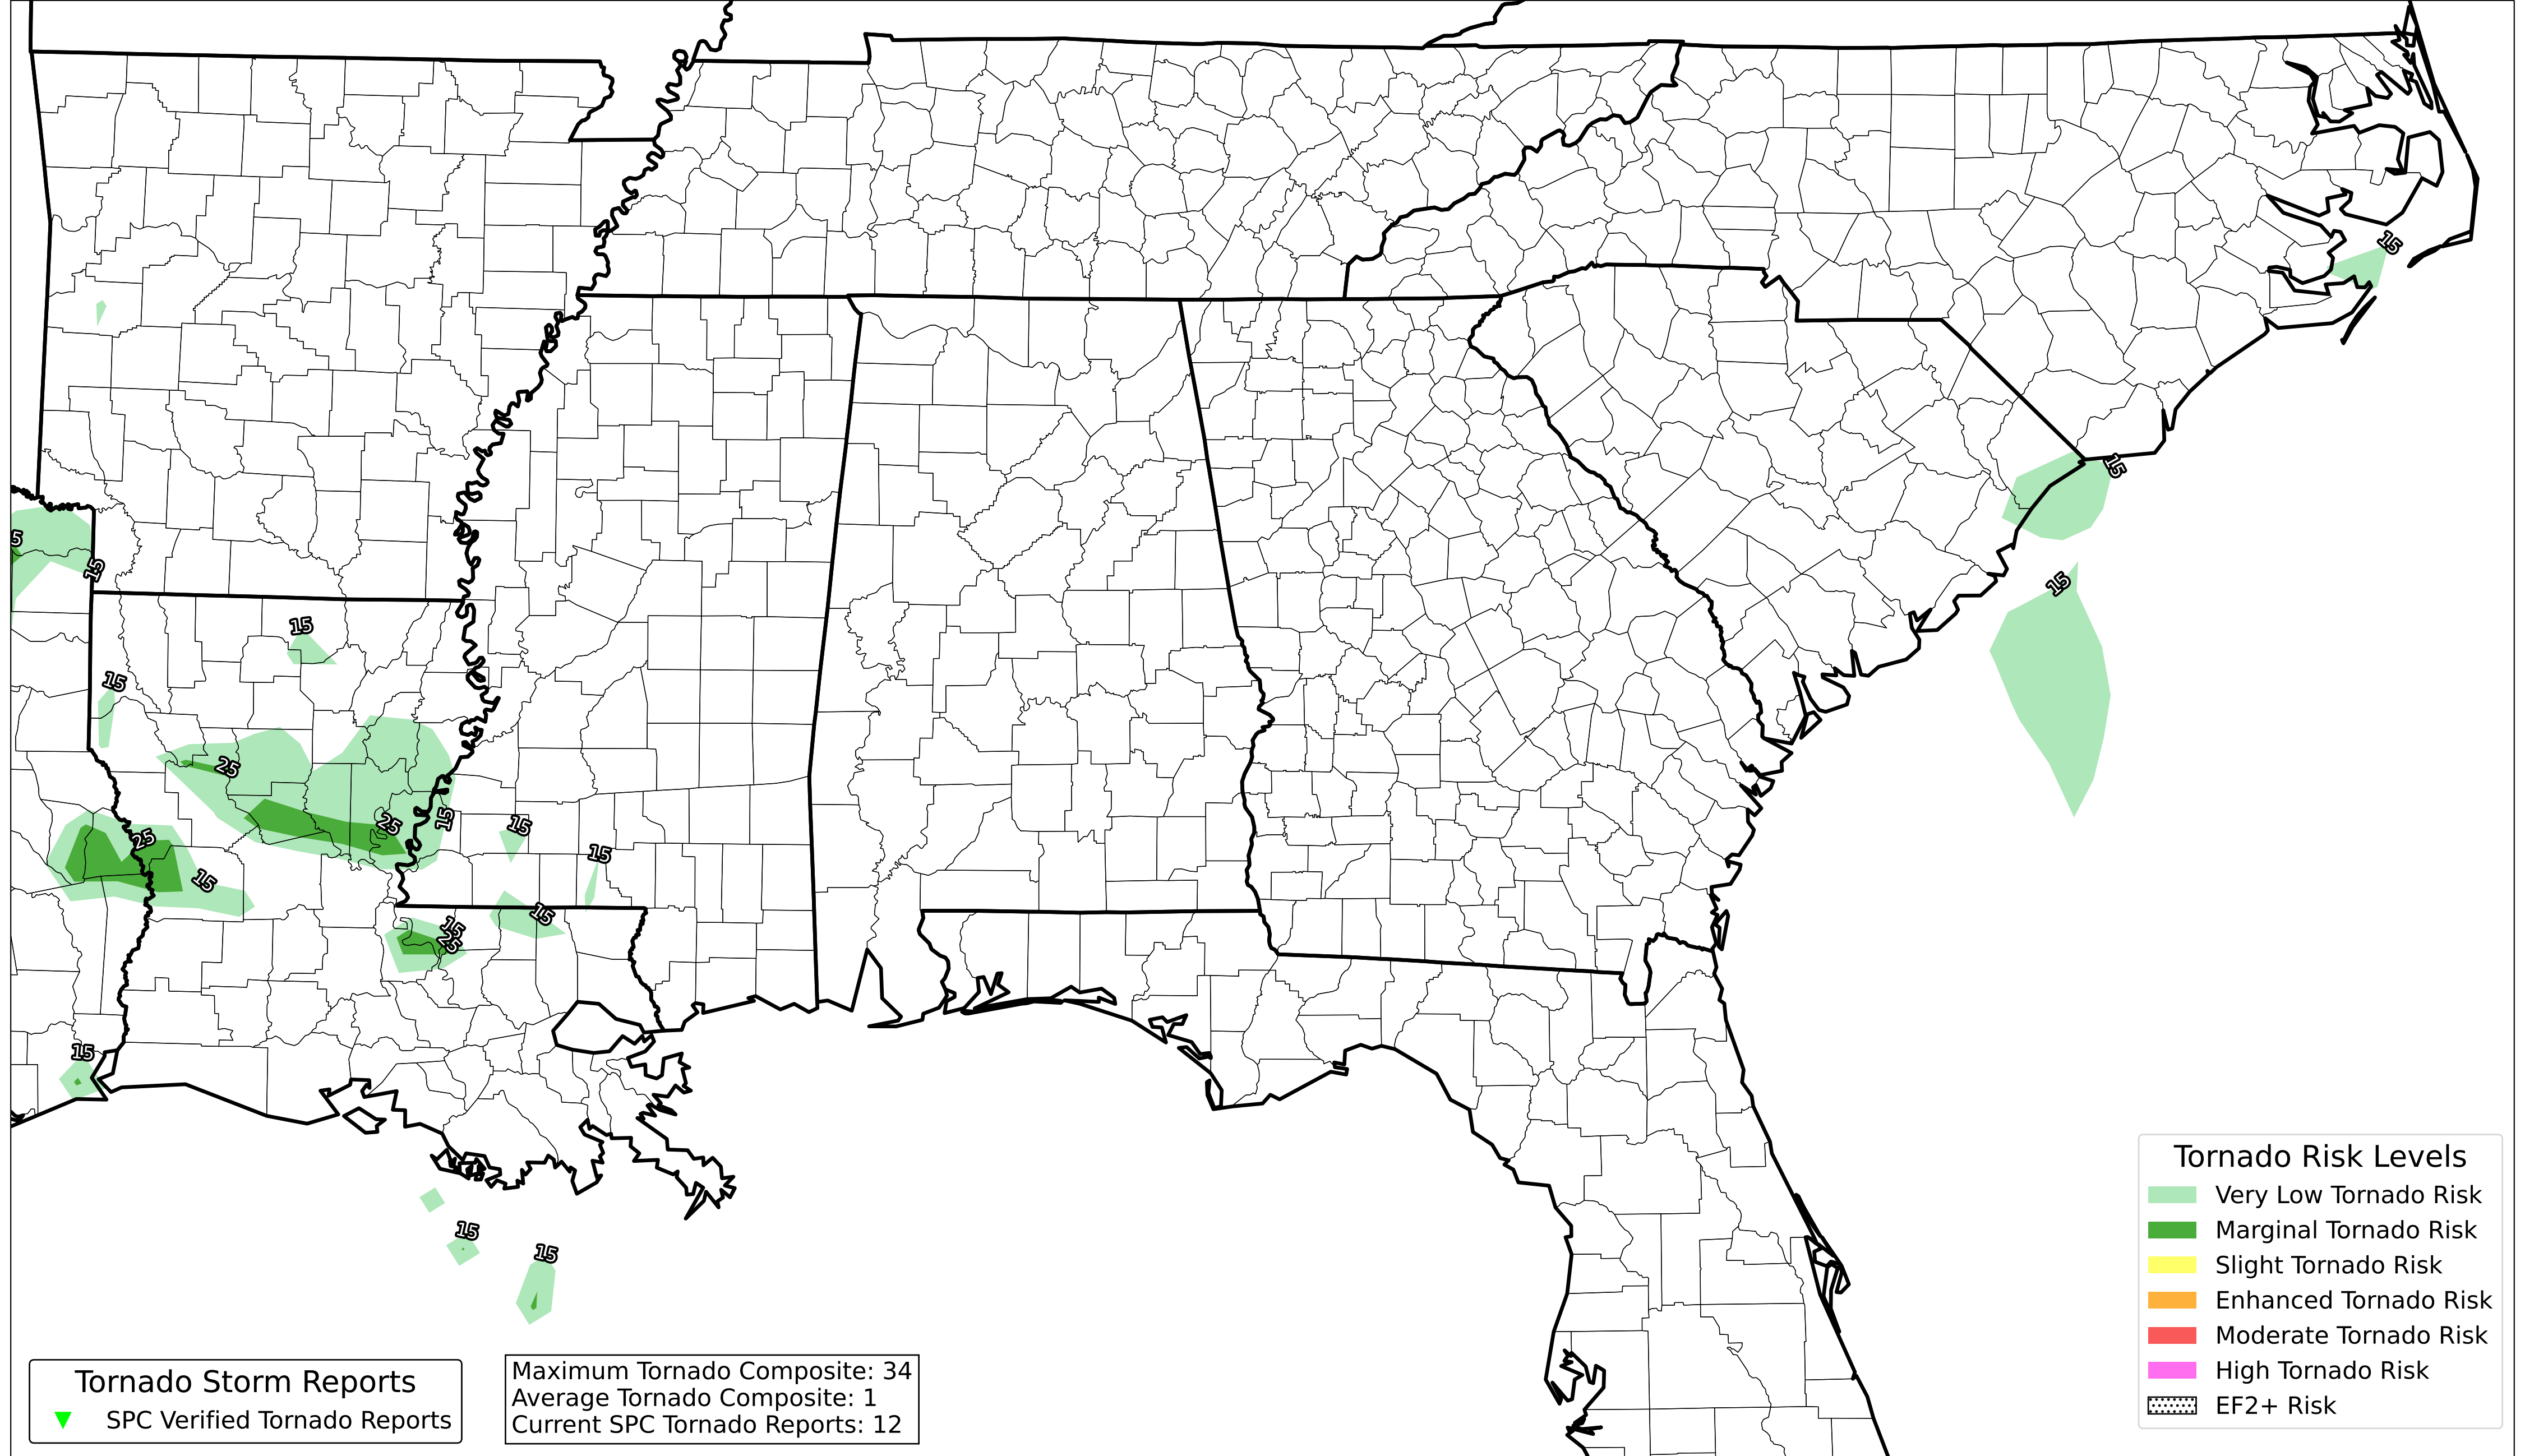 15
15
15
5
15
15
15
25
25
15
15
25
15
15
15
15
25
15
15
15
Tornado Risk Levels
Very Low Tornado Risk
Marginal Tornado Risk
Slight Tornado Risk
Enhanced Tornado Risk
Moderate Tornado Risk
High Tornado Risk
EF2+ Risk
Tornado Storm Reports
SPC Verified Tornado Reports
Maximum Tornado Composite: 34
Average Tornado Composite: 1
Current SPC Tornado Reports: 12